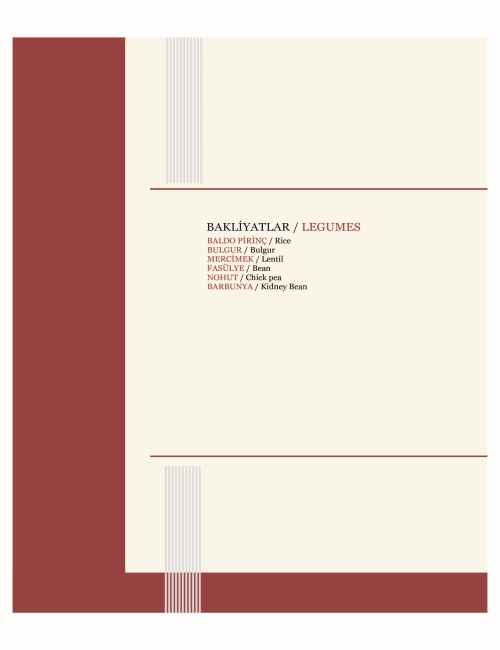 BAKLİYATLAR / LEGUMES
BALDO PİRİNÇ / Rice
BULGUR / Bulgur
MERCİMEK / Lentil
FASÜLYE / Bean
NOHUT / Chick pea
BARBUNYA / Kidney Bean